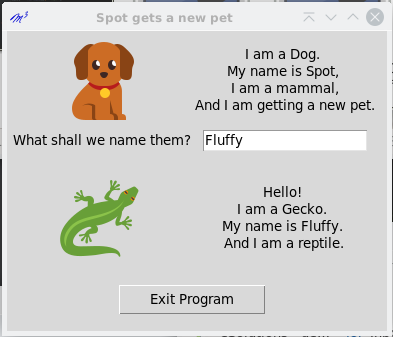 Spot gets a new pet
I am a Dog.
My name is Spot,
I am a mammal,
And I am getting a new pet.
What shall we name them? Fluffy
Hello!
I am a Gecko.
My name is Fluffy.
And I am a reptile.
Exit Program